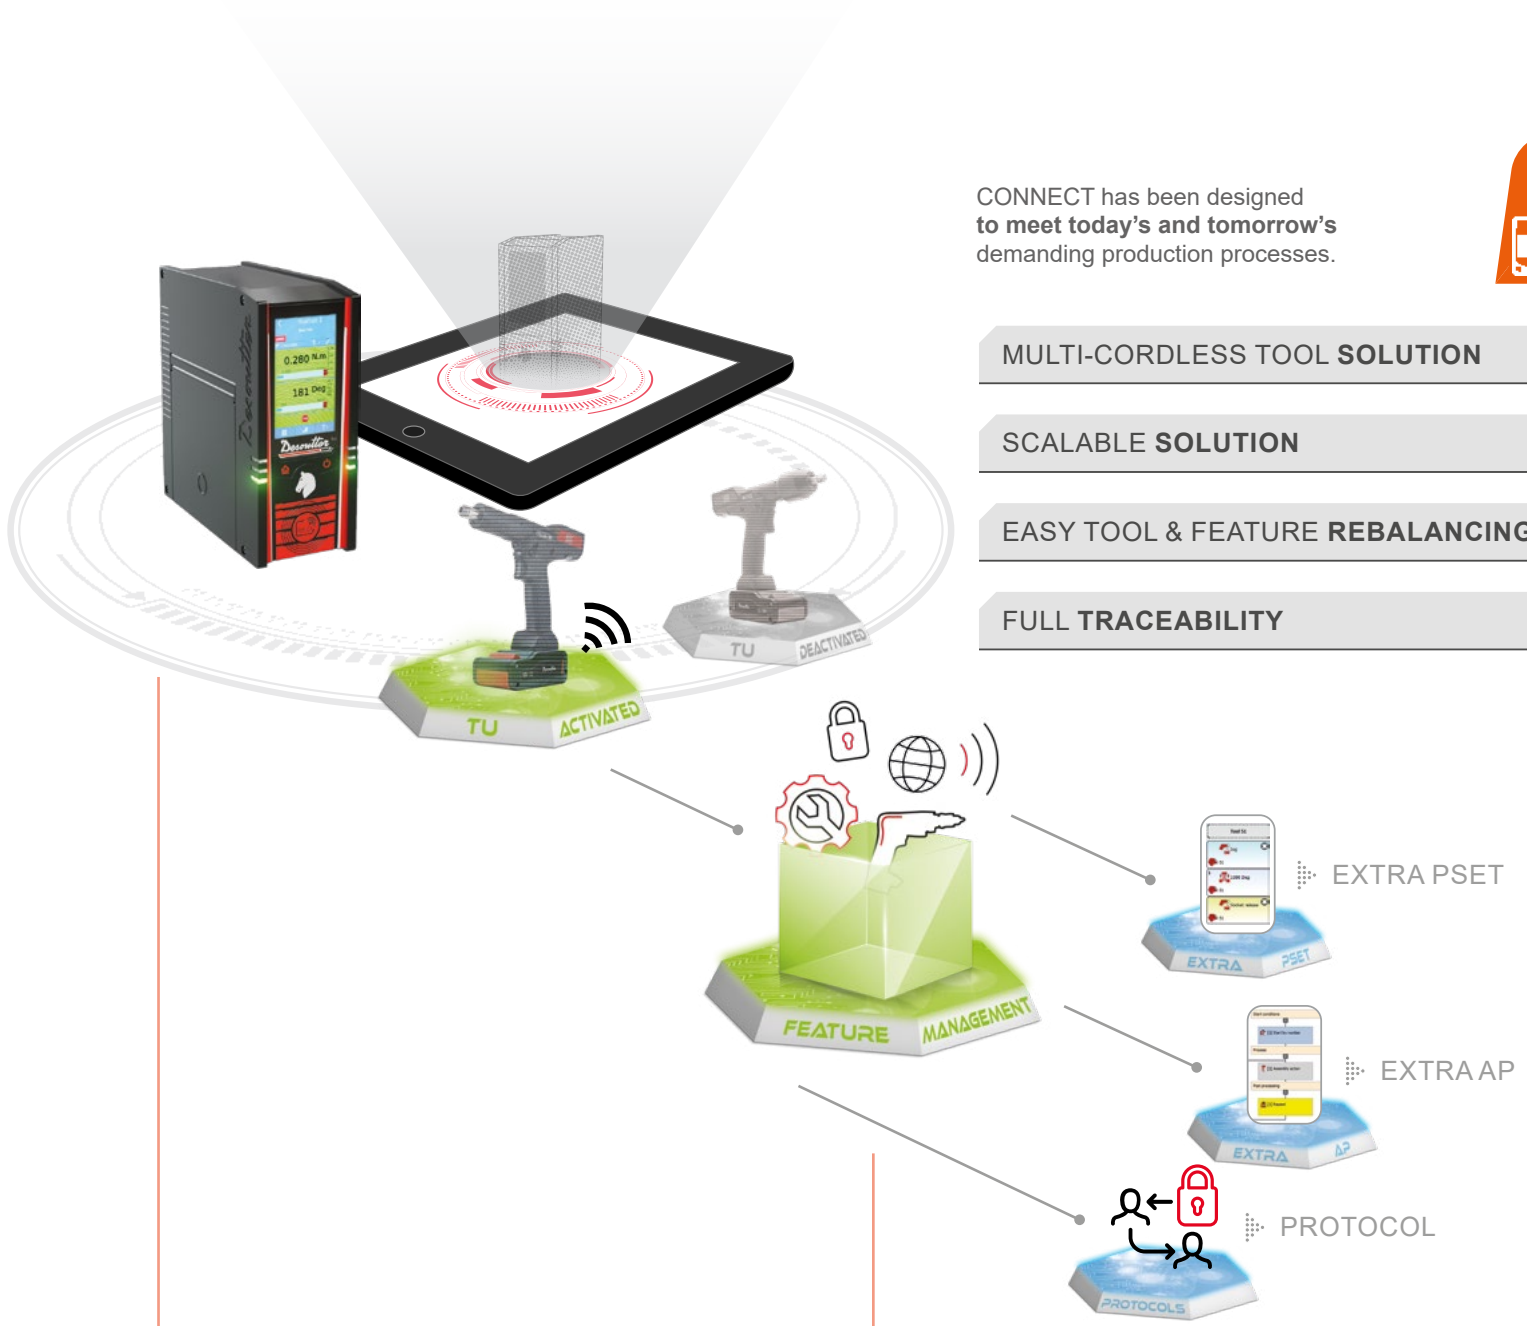 CONNECT has been designed
to meet today's and tomorrow's
demanding production processes.
MULTI-CORDLESS TOOL SOLUTION
SCALABLE SOLUTION
EASY TOOL & FEATURE REBALANCING
FULL TRACEABILITY
0.280 N.m
181 Deg
Desoutter
Desoutter
TU DEACTIVATED
TU ACTIVATED
FEATURE MANAGEMENT
EXTRA PSET
EXTRA PSET
EXTRA AP
EXTRA AP
PROTOCOL
PROTOCOLS